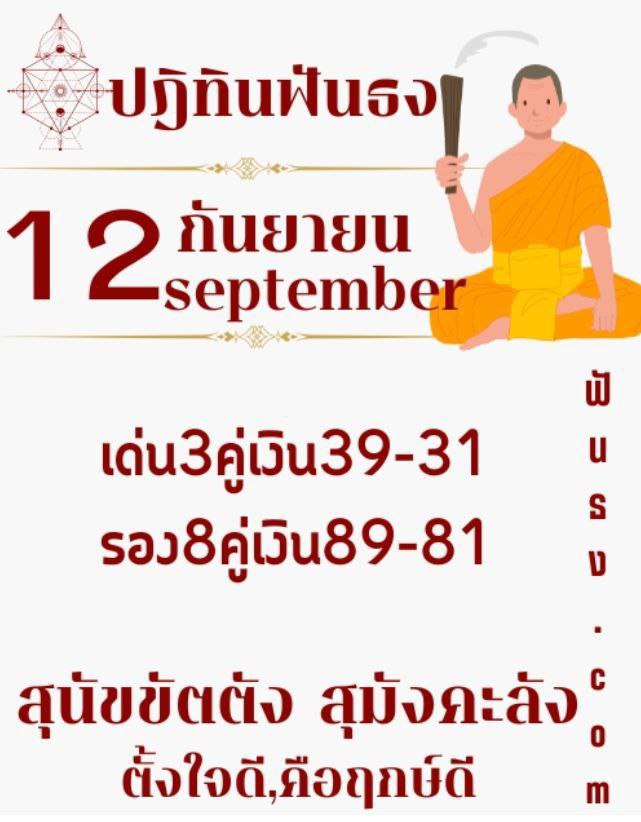 ปฏิทินฟันธง
12 กันยายน
september
เด่น3คู่เงิน39-31
รอง8คู่เงิน89-81
สุนัขขัตตัง สุมังคะลัง
ตั้งใจดี,คือฤกษ์ดี
ฟันธง.com